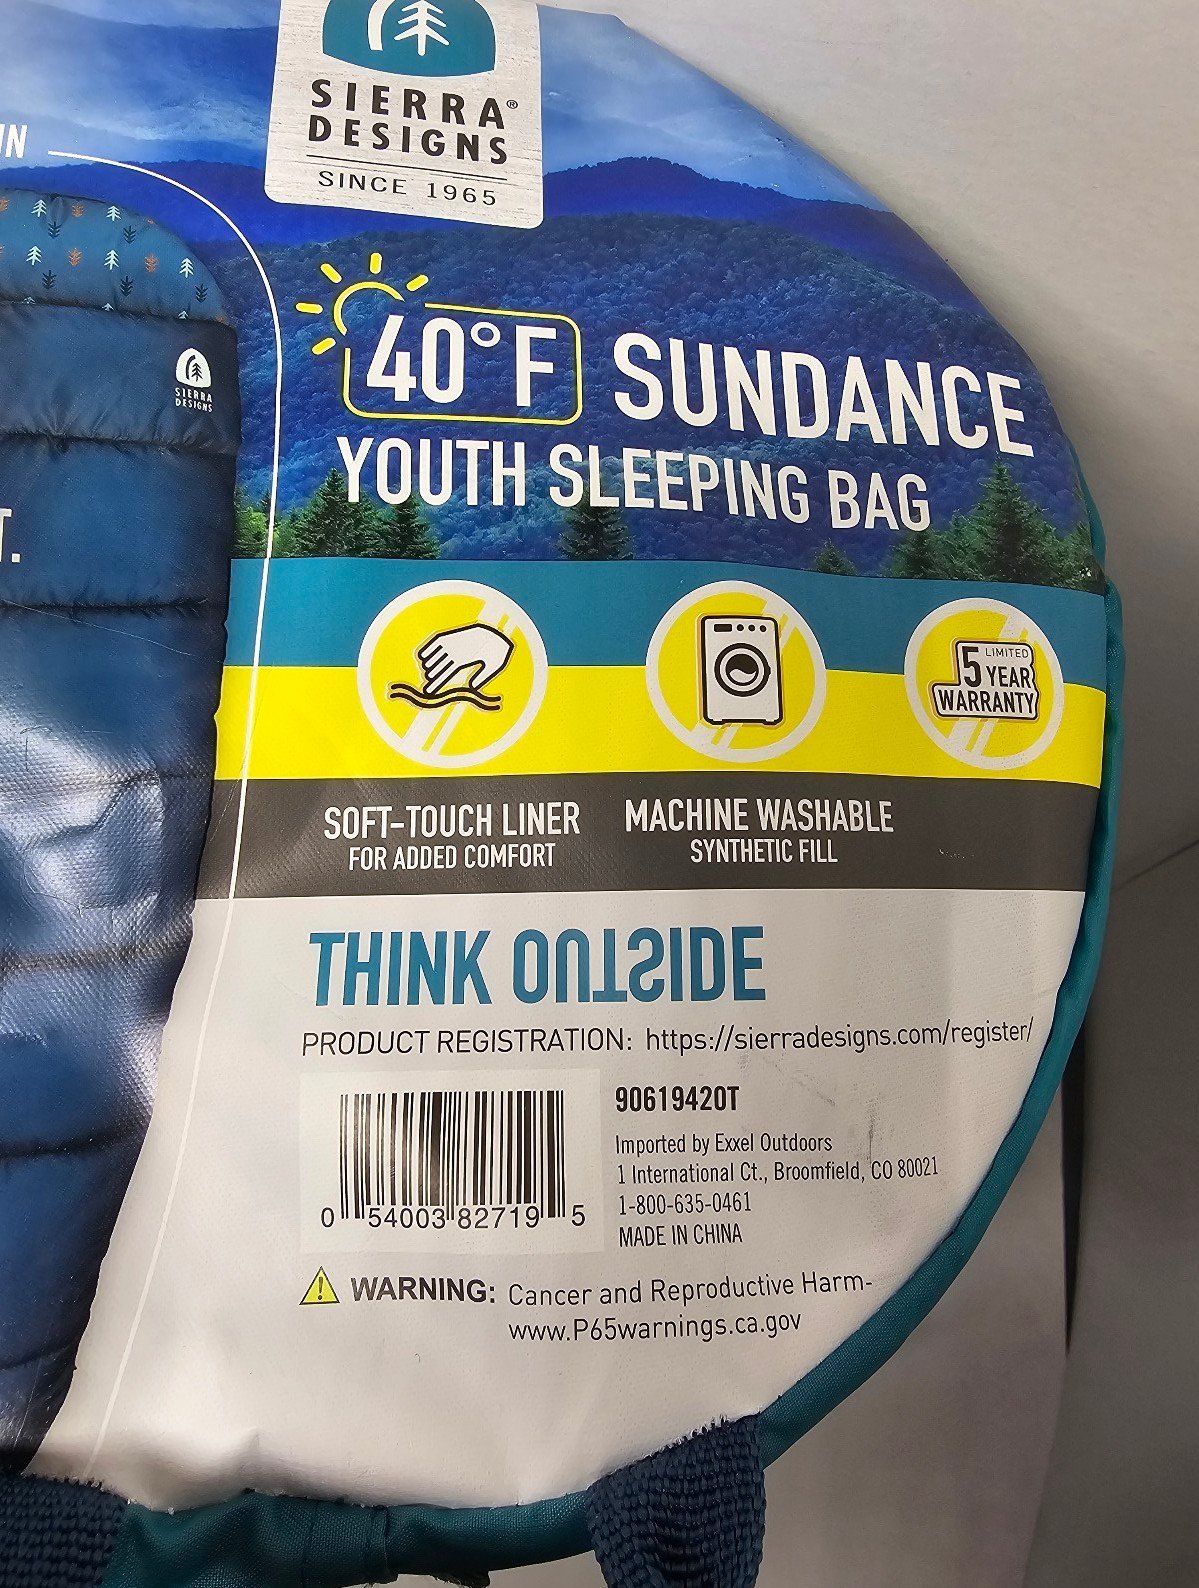 SIERRA®
DESIGNS
SINCE 1965
IN
SIERRA
DESIGNS
40°F SUNDANCE
YOUTH SLEEPING BAG
T.
LIMITED
5 YEAR
WARRANTY
SOFT-TOUCH LINER
FOR ADDED COMFORT
MACHINE WASHABLE
SYNTHETIC FILL
THINK OUTSIDE
PRODUCT REGISTRATION: https://sierradesigns.com/register/
90619420T
Imported by Exxel Outdoors
1 International Ct., Broomfield, CO 80021
1-800-635-0461
MADE IN CHINA
0 54003 82719 5
WARNING: Cancer and Reproductive Harm-
www.P65warnings.ca.gov